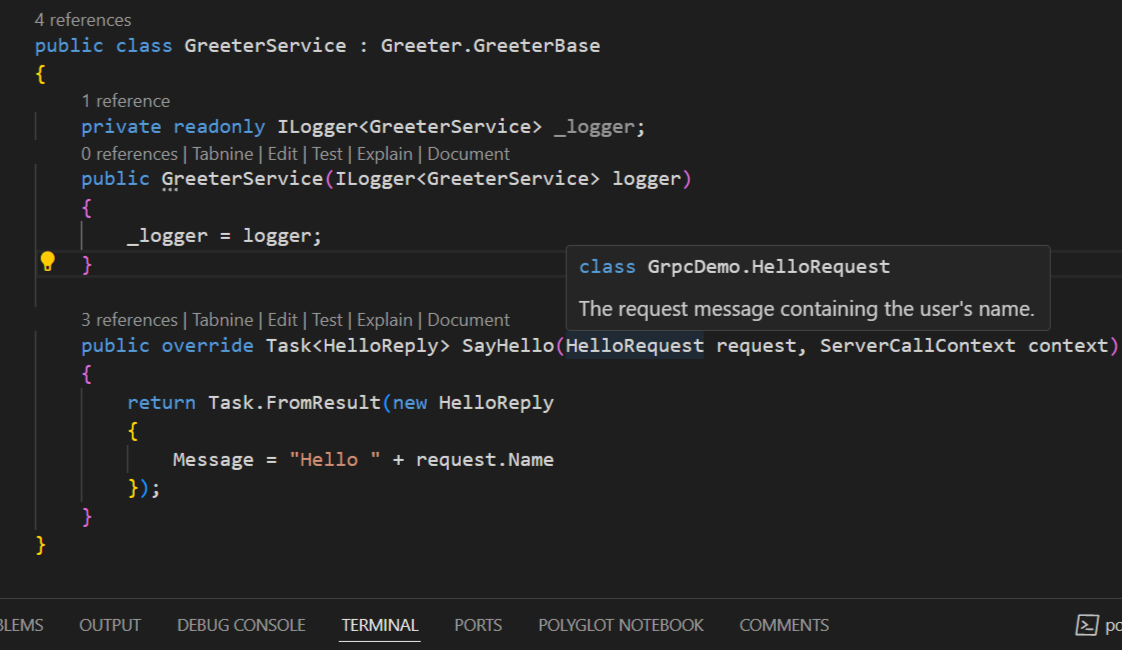 4 references
public class GreeterService : Greeter.GreeterBase
{
1 reference
private readonly ILogger<GreeterService> _logger;
0 references | Tabnine | Edit | Test | Explain | Document
public GreeterService(ILogger<GreeterService> logger)
{
_logger = logger;
}
class GrpcDemo.HelloRequest
The request message containing the user's name.
3 references | Tabnine | Edit | Test | Explain | Document
public override Task<HelloReply> SayHello(HelloRequest request, ServerCallContext context)
{
return Task.FromResult(new HelloReply
{
Message = "Hello " + request.Name
});
}
}
OUTPUT DEBUG CONSOLE TERMINAL PORTS POLYGLOT NOTEBOOK COMMENTS